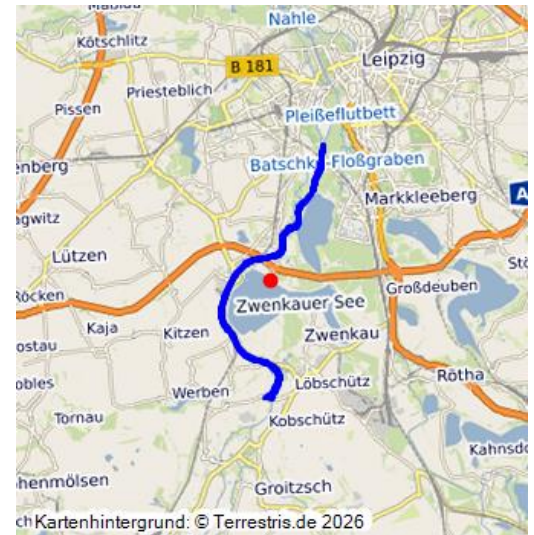 Nahle
Kötschlitz
B 181
Leipzig
Priesteblich
Pissen
Pleißeflutbett
Batschke-Floßgraben
enberg
Markkleeberg
A
agwitz
Lützen
Röcken
Großdeuben
Zwenkauer See
Kaja
Kitzen
Zwenkau
ostau
Rötha
obles
Werben
Löbschütz
Tornau
Kobschütz
Kahnsdo
henmölsen
Groitzsch
Kartenhintergrund: © Terrestris.de 2026